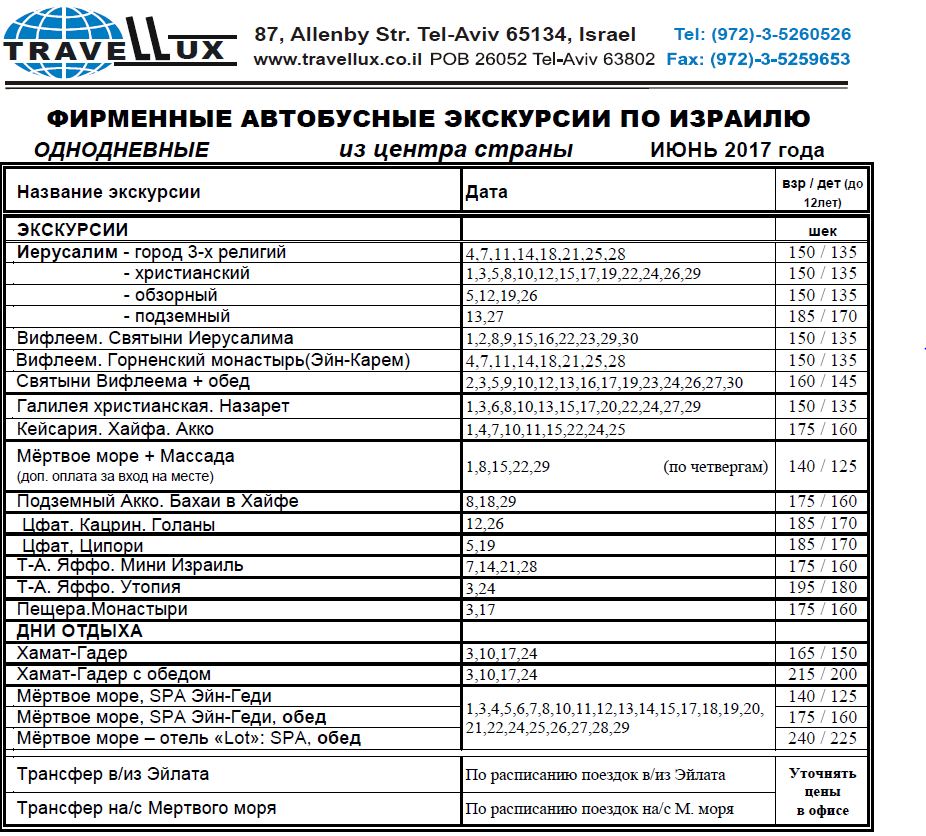 TRAVELLUX
87, Allenby Str. Tel-Aviv 65134, Israel Tel: (972)-3-5260526
www.travellux.co.il POB 26052 Tel-Aviv 63802 Fax: (972)-3-5259653
ФИРМЕННЫЕ АВТОБУСНЫЕ ЭКСКУРСИИ ПО ИЗРАИЛЮ
ОДНОДНЕВНЫЕ из центра страны ИЮНЬ 2017 года
Название экскурсии Дата взр / дет (до 12лет)
ЭКСКУРСИИ шек
Иерусалим - город 3-х религий 4,7,11,14,18,21,25,28 150 / 135
- христианский 1,3,5,8,10,12,15,17,19,22,24,26,29 150 / 135
- обзорный 5,12,19,26 150 / 135
- подземный 13,27 185 / 170
Вифлеем. Святыни Иерусалима 1,2,8,9,15,16,22,23,29,30 150 / 135
Вифлеем. Горненский монастырь(Эйн-Карем) 4,7,11,14,18,21,25,28 150 / 135
Святыни Вифлеема + обед 2,3,5,9,10,12,13,16,17,19,23,24,26,27,30 160 / 145
Галилея христианская. Назарет 1,3,6,8,10,13,15,17,20,22,24,27,29 150 / 135
Кейсария. Хайфа. Акко 1,4,7,10,11,15,22,24,25 175 / 160
Мёртвое море + Массада
(доп. оплата за вход на месте) 1,8,15,22,29 (по четвергам) 140 / 125
Подземный Акко. Бахаи в Хайфе 8,18,29 175 / 160
Цфат. Кацрин. Голаны 12,26 185 / 170
Цфат, Ципори 5,19 185 / 170
Т-А. Яффо. Мини Израиль 7,14,21,28 175 / 160
Т-А. Яффо. Утопия 3,24 195 / 180
Пещера.Монастыри 3,17 175 / 160
ДНИ ОТДЫХА
Хамат-Гадер 3,10,17,24 165 / 150
Хамат-Гадер с обедом 3,10,17,24 215 / 200
Мёртвое море, SPA Эйн-Геди 140 / 125
Мёртвое море, SPA Эйн-Геди, обед 175 / 160
Мёртвое море – отель «Lot»: SPA, обед 240 / 225
1,3,4,5,6,7,8,10,11,12,13,14,15,17,18,19,20,
21,22,24,25,26,27,28,29
Трансфер в/из Эйлата По расписанию поездок в/из Эйлата
Трансфер на/с Мертвого моря По расписанию поездок на/с М. моря
Уточнять
цены
в офисе